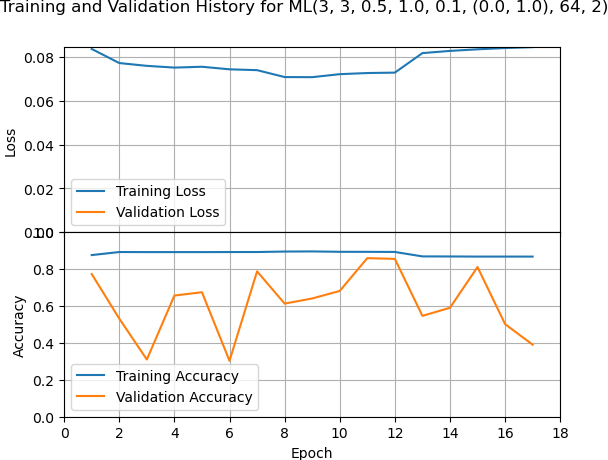 Training and Validation History for ML(3, 3, 0.5, 1.0, 0.1, (0.0, 1.0), 64, 2)
0.08
0.06
0.04
0.02
0.00
Loss
Training Loss
Validation Loss
1.0
0.8
0.6
0.4
0.2
0.0
Accuracy
Training Accuracy
Validation Accuracy
0 2 4 6 8 10 12 14 16 18
Epoch